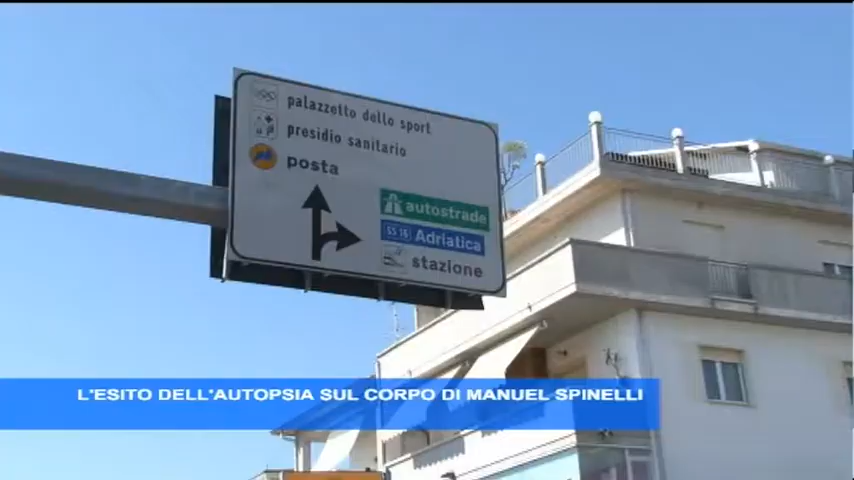 palazzetto dello sport
presidio sanitario
posta
autostrade
SS 16 Adriatica
stazione
L'ESITO DELL'AUTOPSIA SUL CORPO DI MANUEL SPINELLI